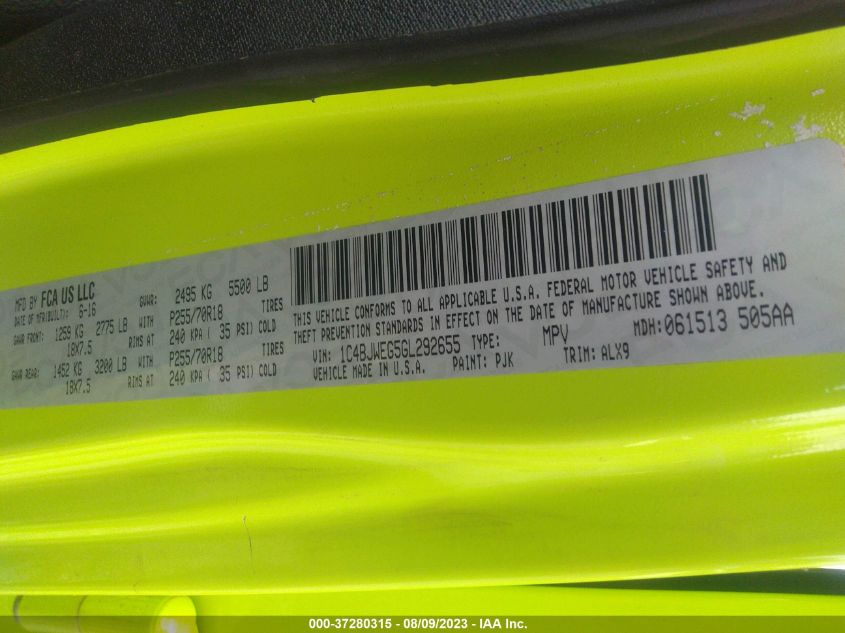 MFD BY FCA US LLC
DATE OF MFR(BUILT): 6-16 GVWR: 2495 KG 5500 LB
GAWR FRONT: 1259 KG 2775 LB WITH P255/70R18 TIRES
18X7.5 RIMS AT 240 KPA ( 35 PSI) COLD
GAWR REAR: 1452 KG 3200 LB WITH P255/70R18 TIRES
18X7.5 RIMS AT 240 KPA ( 35 PSI) COLD
THIS VEHICLE CONFORMS TO ALL APPLICABLE U.S.A. FEDERAL MOTOR VEHICLE SAFETY AND
THEFT PREVENTION STANDARDS IN EFFECT ON THE DATE OF MANUFACTURE SHOWN ABOVE.
VIN: 1C4BJWEG5GL292655 TYPE: MPV MDH: 061513 505AA
VEHICLE MADE IN U.S.A. PAINT: PJK TRIM: ALX9
000-37280315 - 08/09/2023 - IAA Inc.